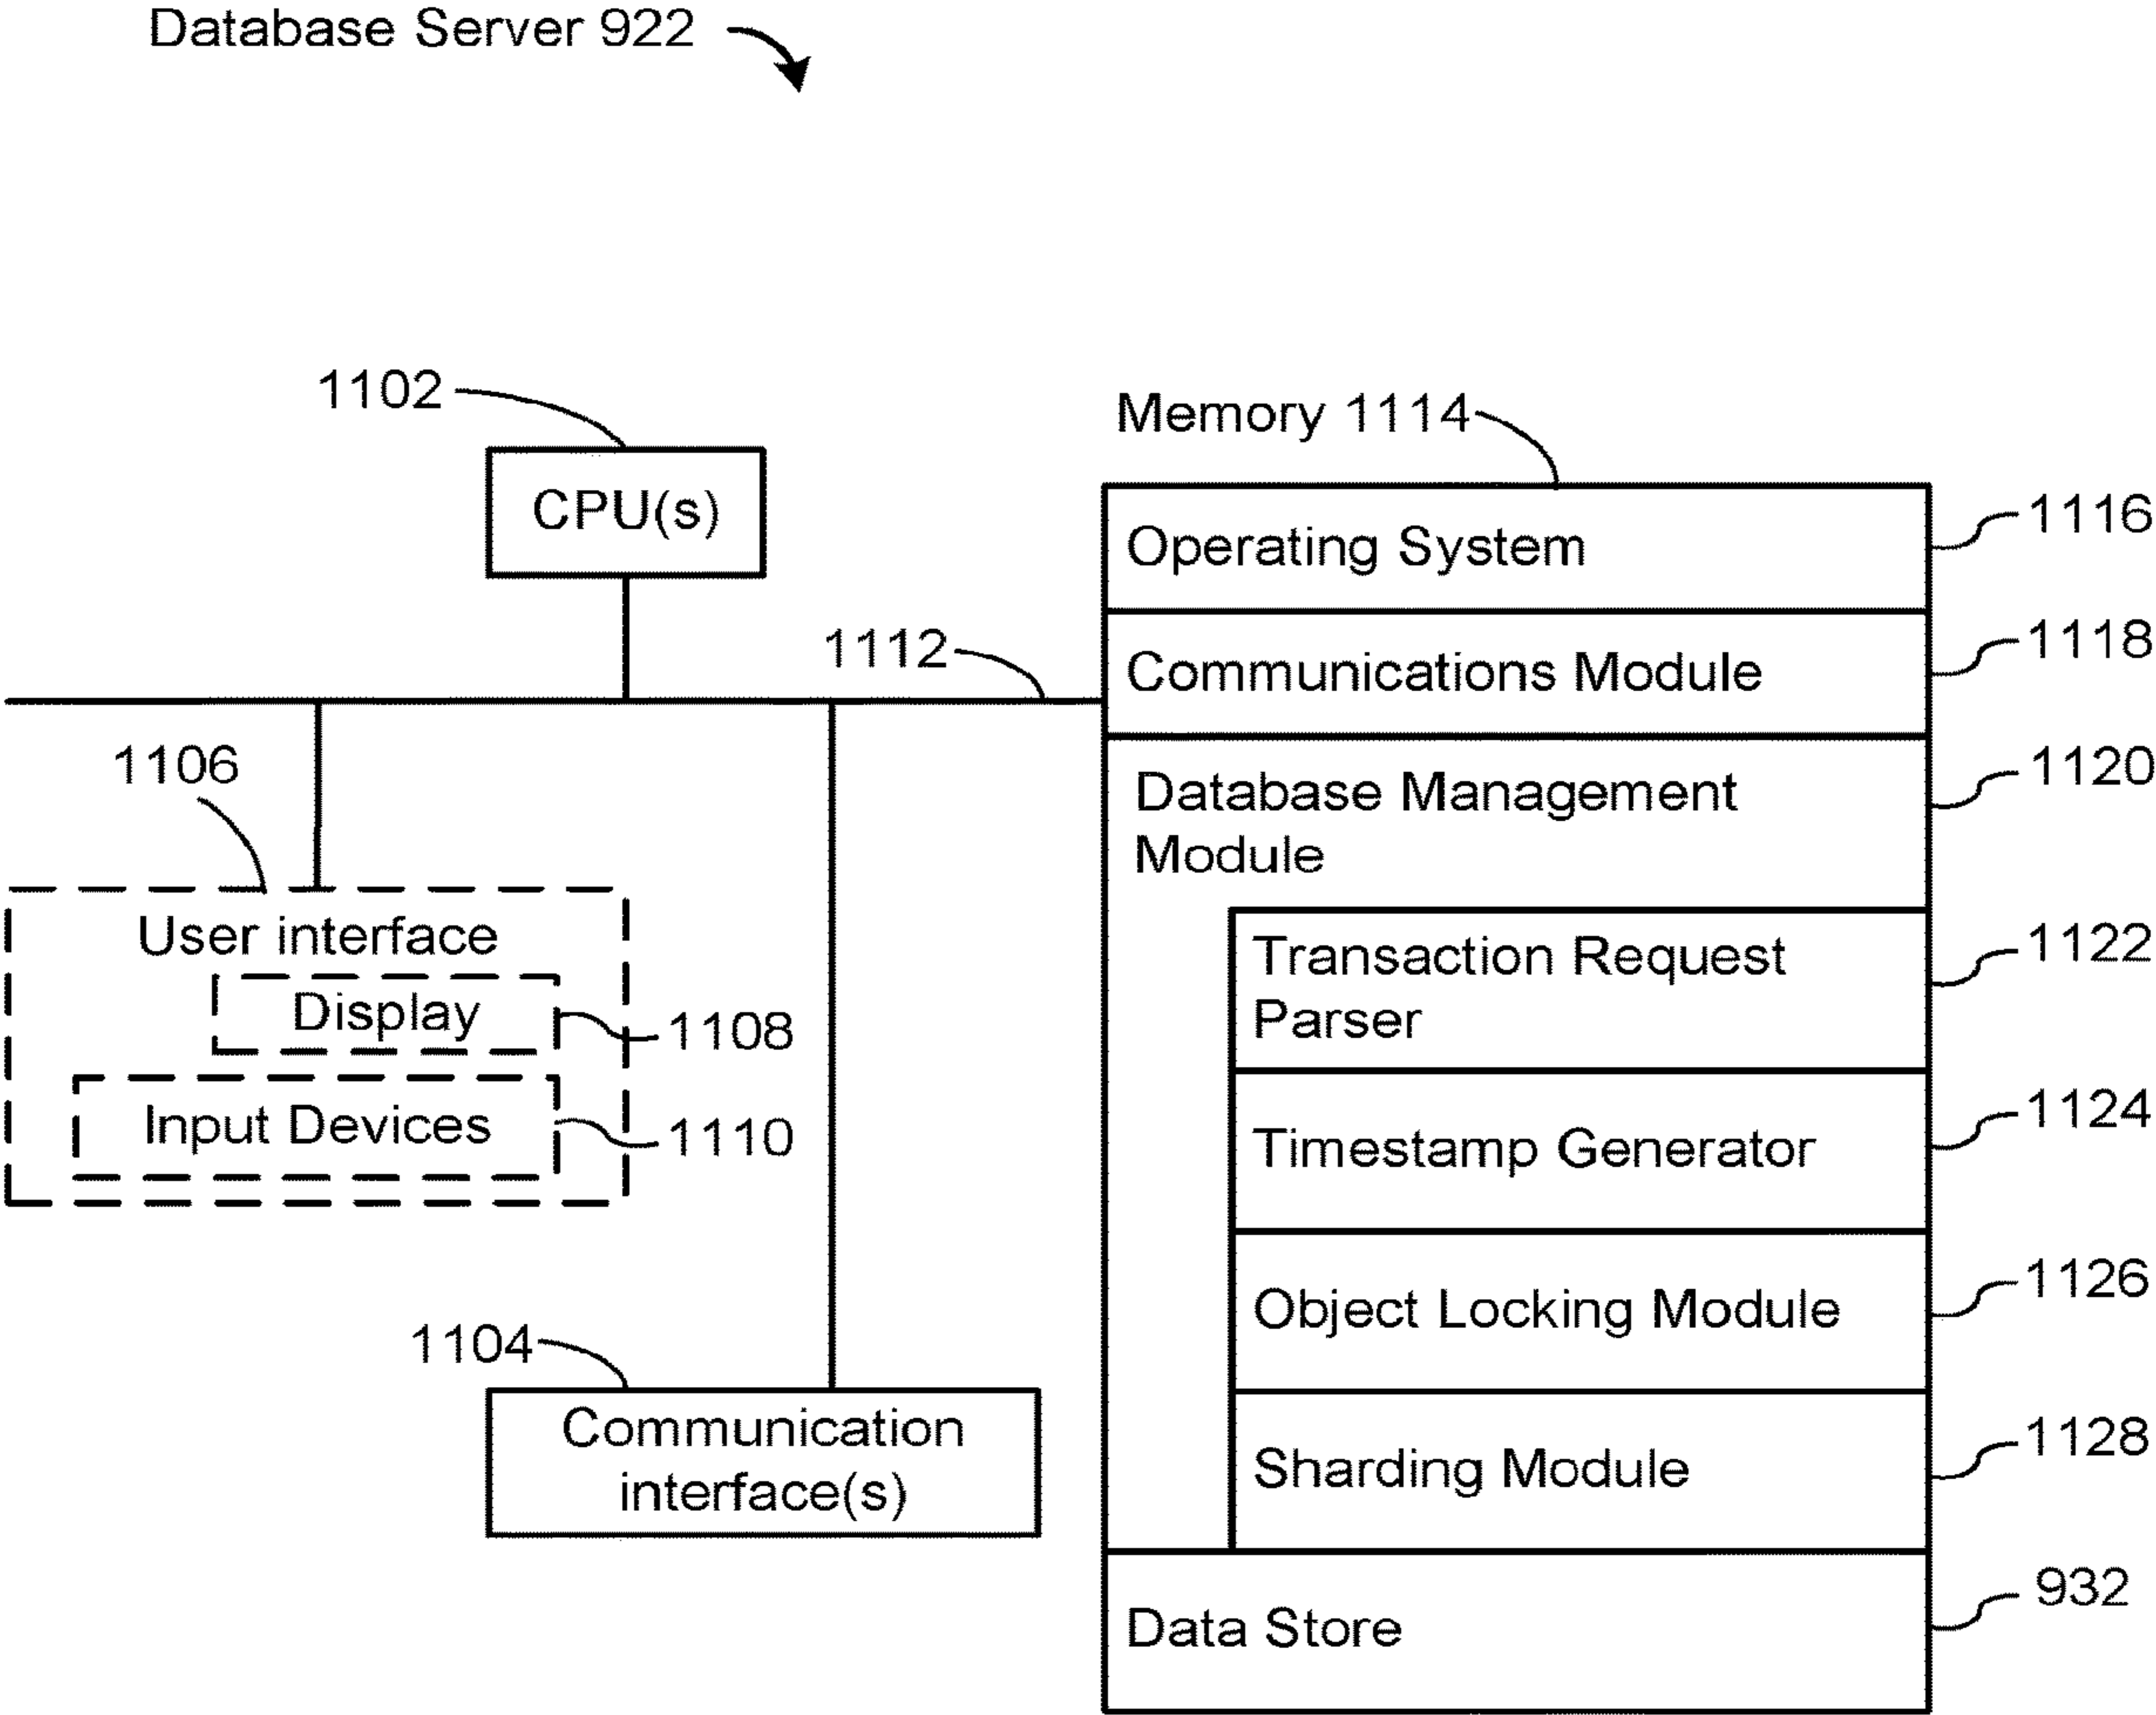 Database Server 922
1102
CPU(s)
1112
1106
User interface
Display
1108
Input Devices
1110
1104
Communication
interface(s)
Memory 1114
Operating System
1116
Communications Module
1118
Database Management
Module
1120
Transaction Request
Parser
1122
Timestamp Generator
1124
Object Locking Module
1126
Sharding Module
1128
Data Store
932